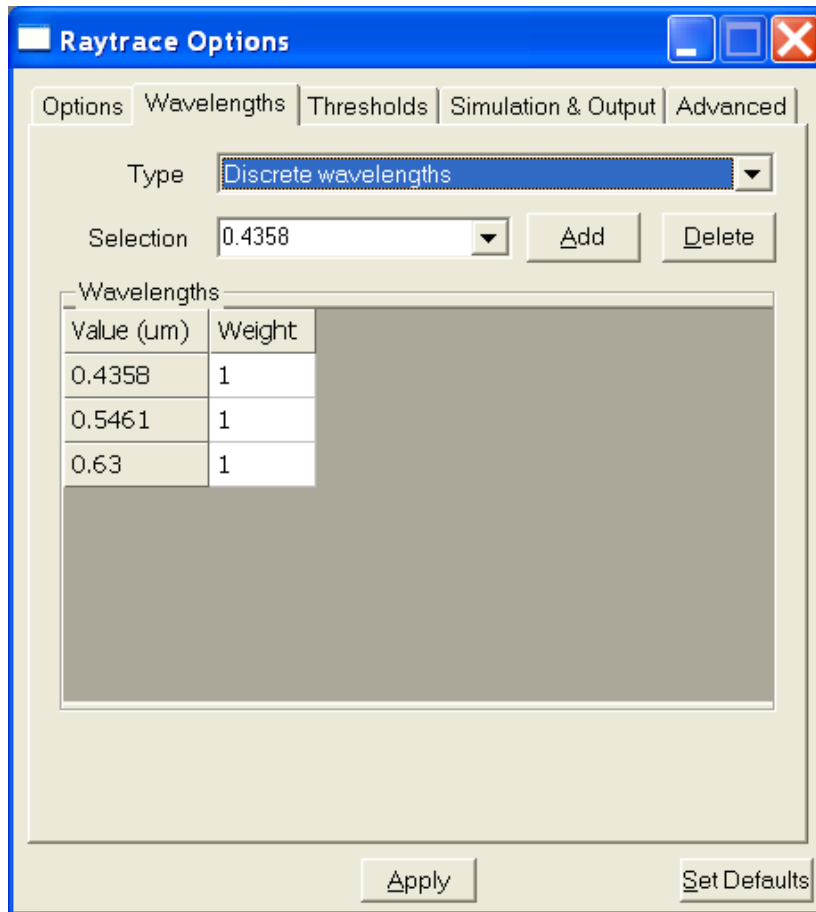 Raytrace Options
Options Wavelengths Thresholds Simulation & Output Advanced
Type Discrete wavelengths
Selection 0.4358 Add Delete
Wavelengths
Value (um) Weight
0.4358 1
0.5461 1
0.63 1
Apply Set Defaults